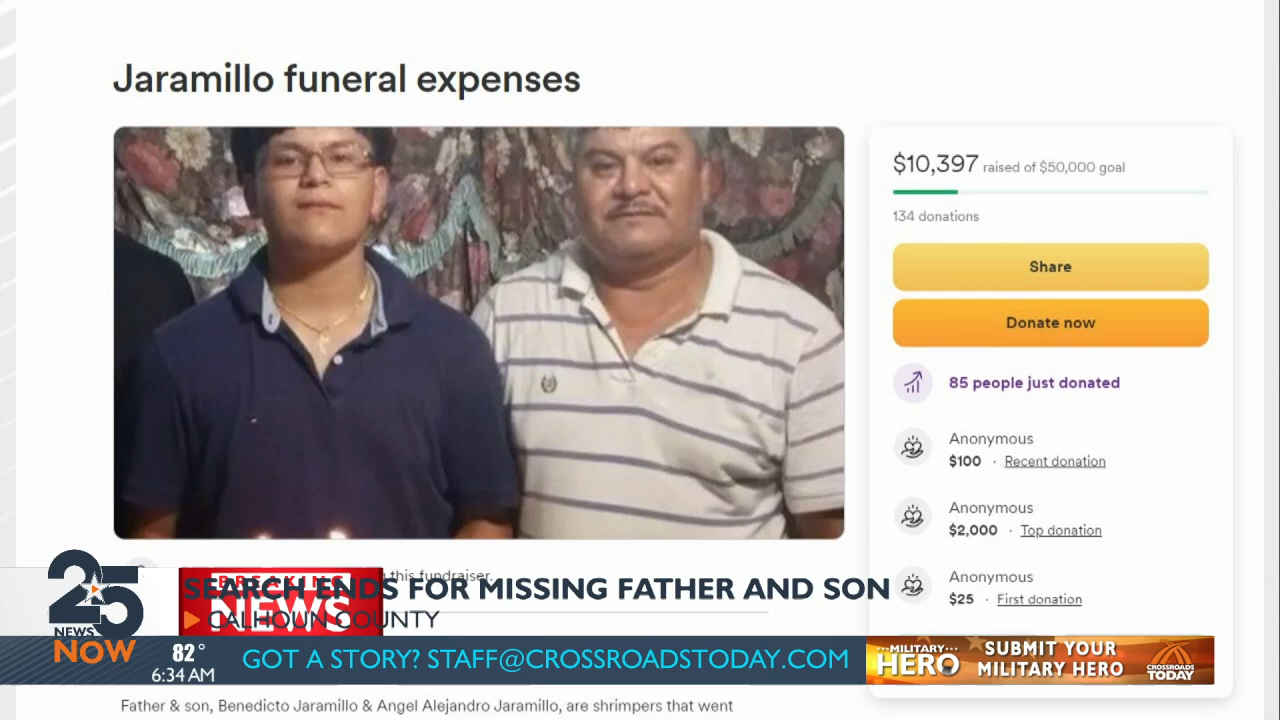 Jaramillo funeral expenses
$10,397 raised of $50,000 goal
134 donations
Share
Donate now
85 people just donated
Anonymous
$100 · Recent donation
Anonymous
$2,000 · Top donation
Anonymous
$25 · First donation
this fundraiser.
BREAKING
NEWS
SEARCH ENDS FOR MISSING FATHER AND SON
CALHOUN COUNTY
25
NEWS
NOW
82°
6:34 AM
GOT A STORY? STAFF@CROSSROADSTODAY.COM
···MILITARY···
HERO
SUBMIT YOUR
MILITARY HERO
CROSSROADS
TODAY
Father & son, Benedicto Jaramillo & Angel Alejandro Jaramillo, are shrimpers that went